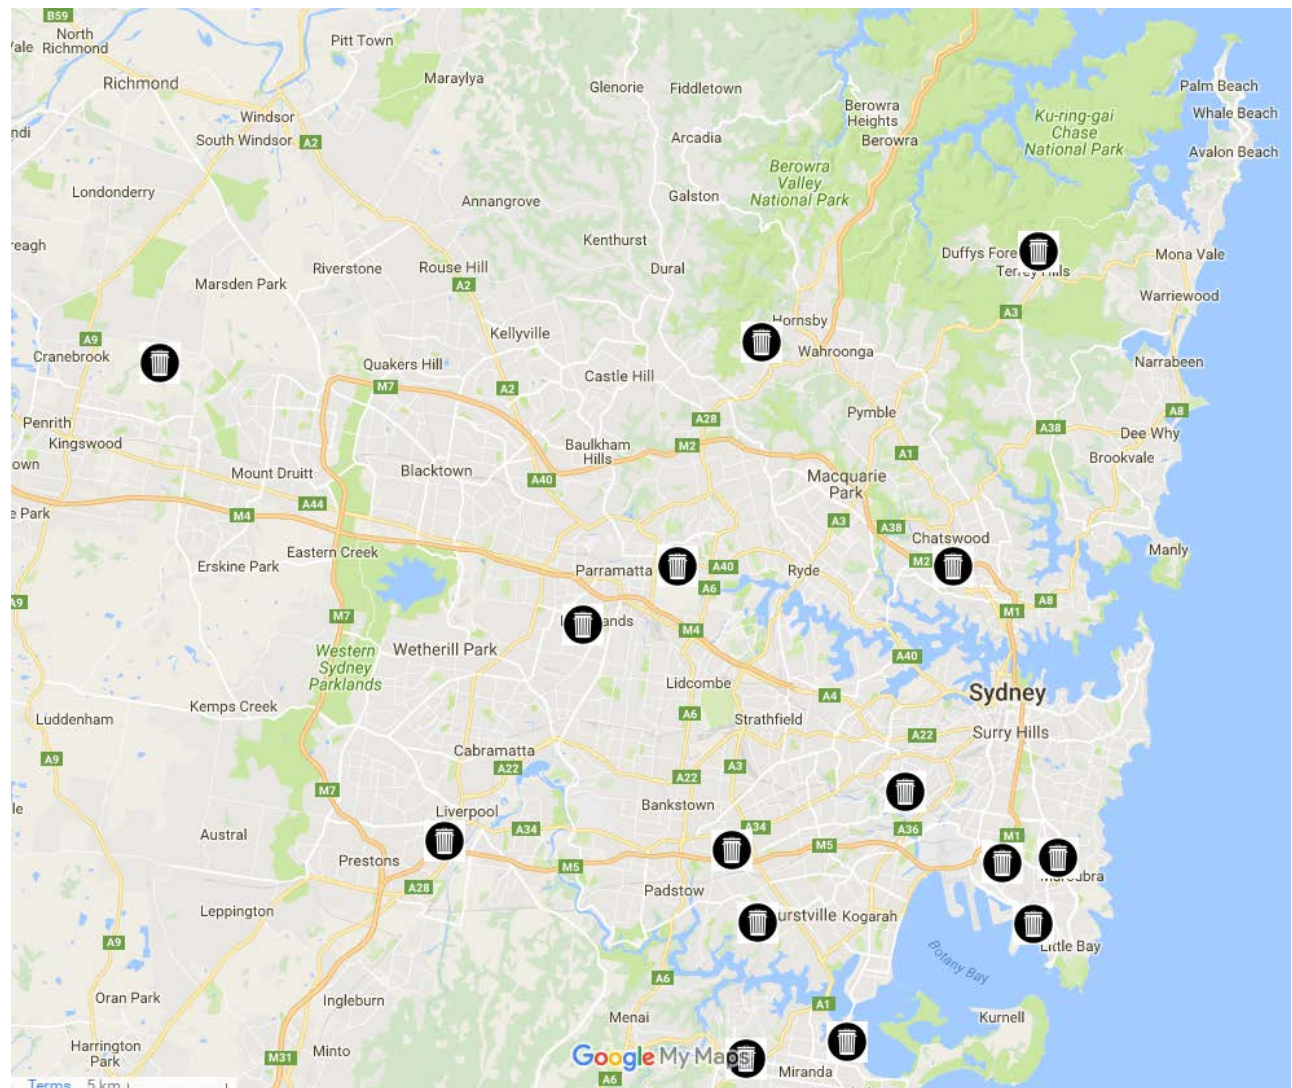 B59
North
Richmond
Pitt Town
Richmond
Maraylya
Glenorie
Fiddletown
Berowra
Heights
Palm Beach
Whale Beach
Ku-ring-gai
Chase
National Park
Windsor
South Windsor
A2
Arcadia
Berowra
Avalon Beach
Berowra
Valley
National Park
Londonderry
Annangrove
Galston
Kenthurst
Duffys Fore
Terrey Hills
Mona Vale
Marsden Park
Riverstone
Rouse Hill
Dural
A2
Warriewood
A3
Hornsby
A9
Cranebrook
Kellyville
Wahroonga
Quakers Hill
Castle Hill
Narrabeen
M7
A2
Penrith
Kingswood
Pymble
A28
A8
A38
Dee Why
Baulkham
Hills
M2
A1
Brookvale
Mount Druitt
Blacktown
A40
Macquarie
Park
A44
M4
A3
A38
Chatswood
Eastern Creek
Erskine Park
Manly
Parramatta
A40
Ryde
M2
A6
A9
A8
M1
M7
M4
Western
Sydney
Parklands
Wetherill Park
A40
Lidcombe
A4
Sydney
Kemps Creek
Luddenham
A6
Strathfield
Surry Hills
A22
Cabramatta
A9
A22
A3
A22
M7
Bankstown
Liverpool
Austral
A34
A34
A36
M1
M5
Prestons
M5
A28
Padstow
Leppington
urstville
Kogarah
A9
Little Bay
Botany Bay
A6
Oran Park
Ingleburn
A1
Menai
Kurnell
Harrington
Park
Minto
M31
Google My Maps
Miranda
A6
Terms
5 km